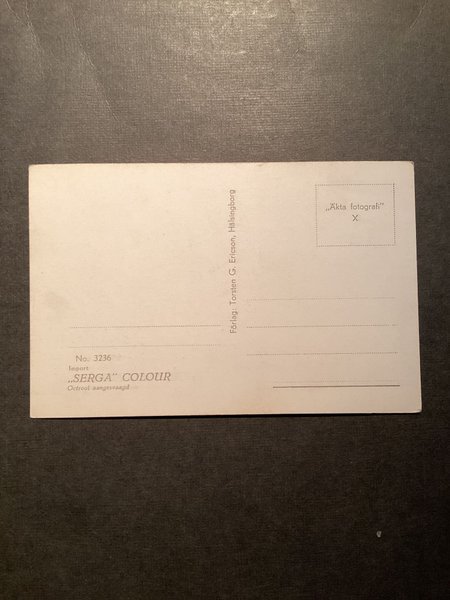 „Äkta fotografi"
X
Förlag: Torsten G. Ericson, Hälsingborg
No. 3236
Import
„SERGA" COLOUR
Octrooi aangevraagd